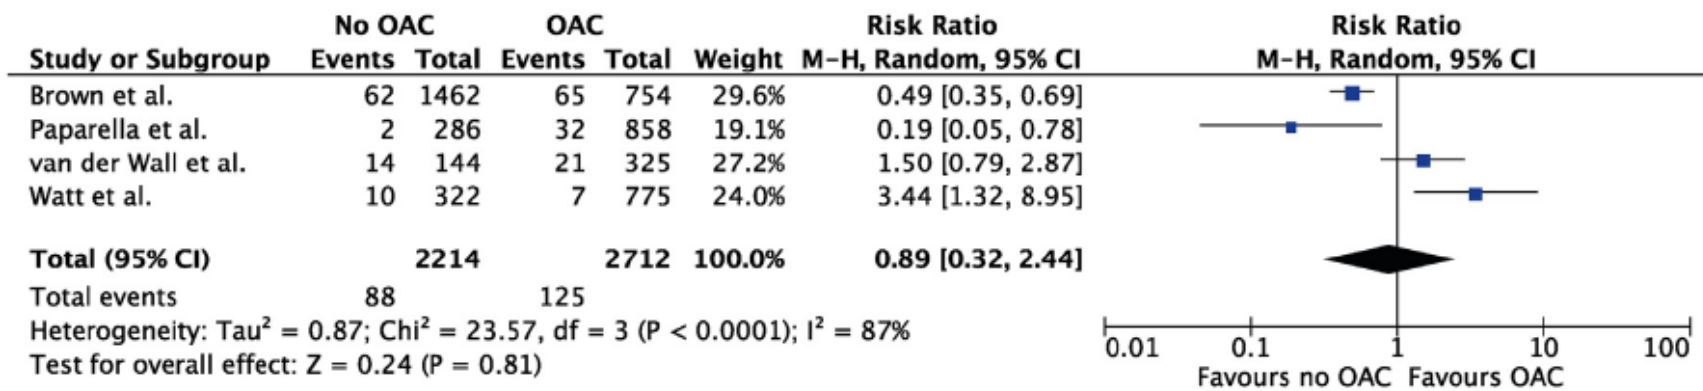 No OAC OAC Risk Ratio Risk Ratio
Study or Subgroup Events Total Events Total Weight M-H, Random, 95% CI M-H, Random, 95% CI
Brown et al. 62 1462 65 754 29.6% 0.49 [0.35, 0.69]
Paparella et al. 2 286 32 858 19.1% 0.19 [0.05, 0.78]
van der Wall et al. 14 144 21 325 27.2% 1.50 [0.79, 2.87]
Watt et al. 10 322 7 775 24.0% 3.44 [1.32, 8.95]
Total (95% CI) 2214 2712 100.0% 0.89 [0.32, 2.44]
Total events 88 125
Heterogeneity: Tau² = 0.87; Chi² = 23.57, df = 3 (P < 0.0001); I² = 87%
Test for overall effect: Z = 0.24 (P = 0.81)
0.01 0.1 1 10 100
Favours no OAC Favours OAC